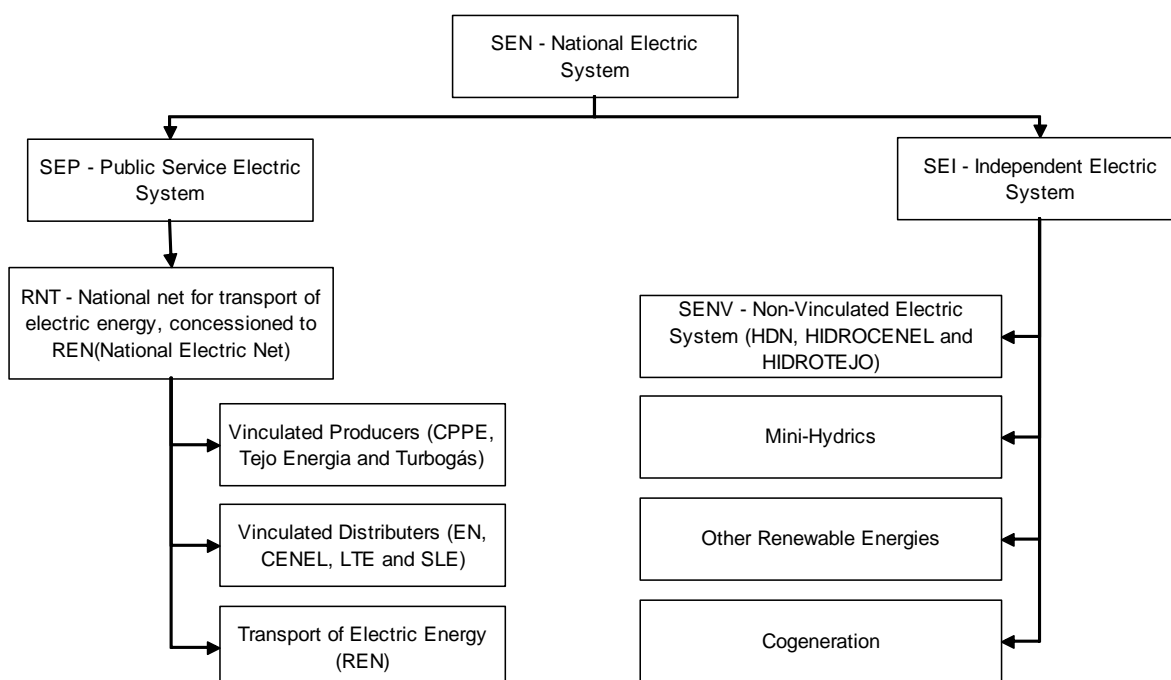 SEN - National Electric
System
SEP - Public Service Electric
System
SEI - Independent Electric
System
RNT - National net for transport of
electric energy, concessioned to
REN(National Electric Net)
SENV - Non-Vinculated Electric
System (HDN, HIDROCENEL and
HIDROTEJO)
Vinculated Producers (CPPE,
Tejo Energia and Turbogás)
Mini-Hydrics
Vinculated Distributers (EN,
CENEL, LTE and SLE)
Other Renewable Energies
Transport of Electric Energy
(REN)
Cogeneration